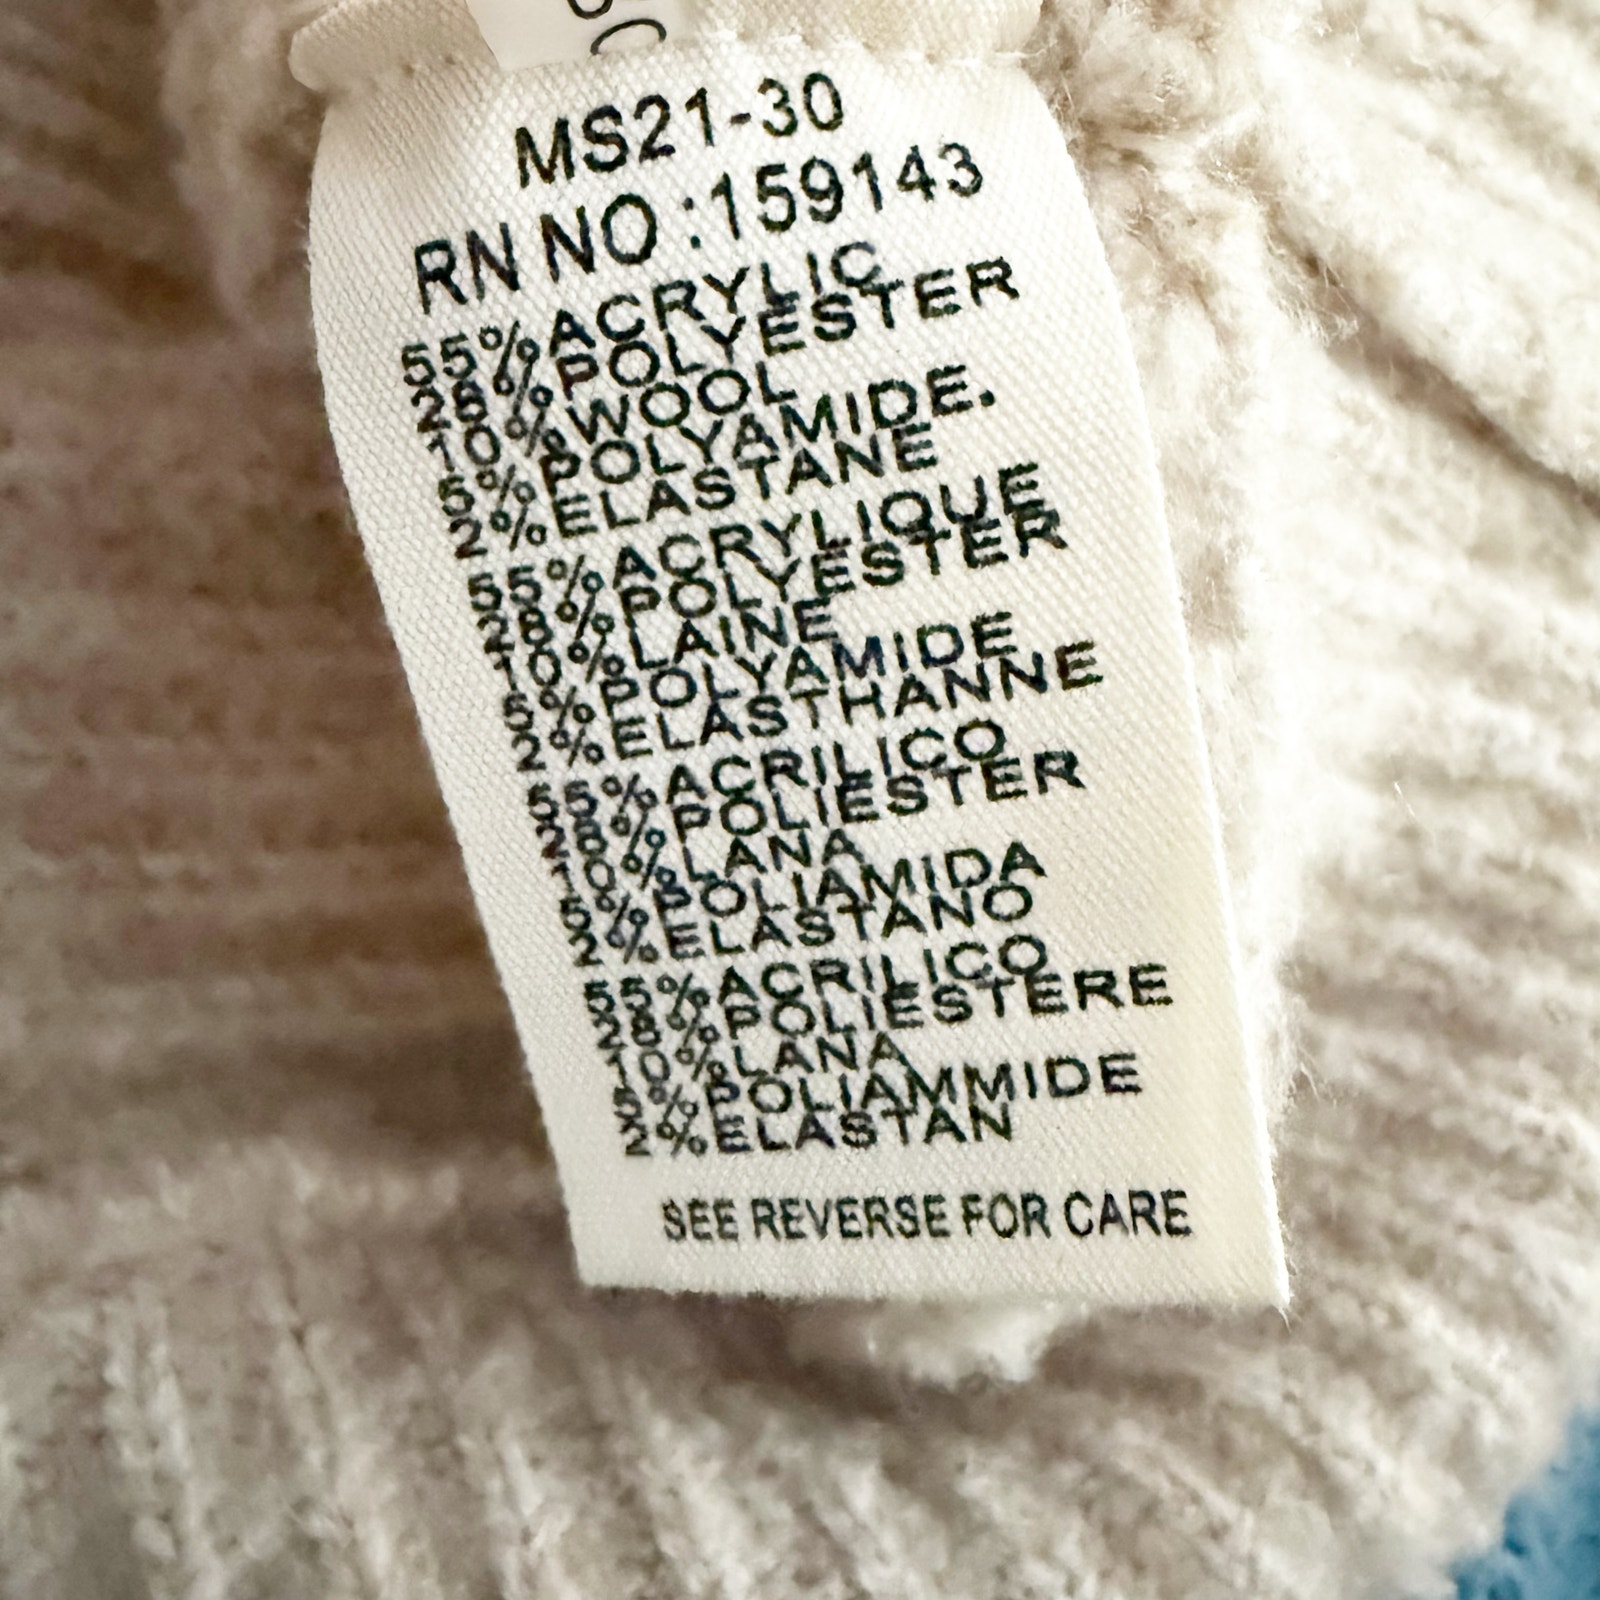 MS21-30
RN NO :159143
55%ACRYLIC
28%POLYESTER
10%WOOL
5%POLYAMIDE.
2%ELASTANE
55%ACRYLIQUE
28%POLYESTER
10%LAINE
5%POLYAMIDE
2%ELASTHANNE
55%ACRILICO
28%POLIESTER
10%LANA
5%POLIAMIDA
2%ELASTANO
55%ACRILICO
28%POLIESTERE
10%LANA
5%POLIAMMIDE
2%ELASTAN
SEE REVERSE FOR CARE